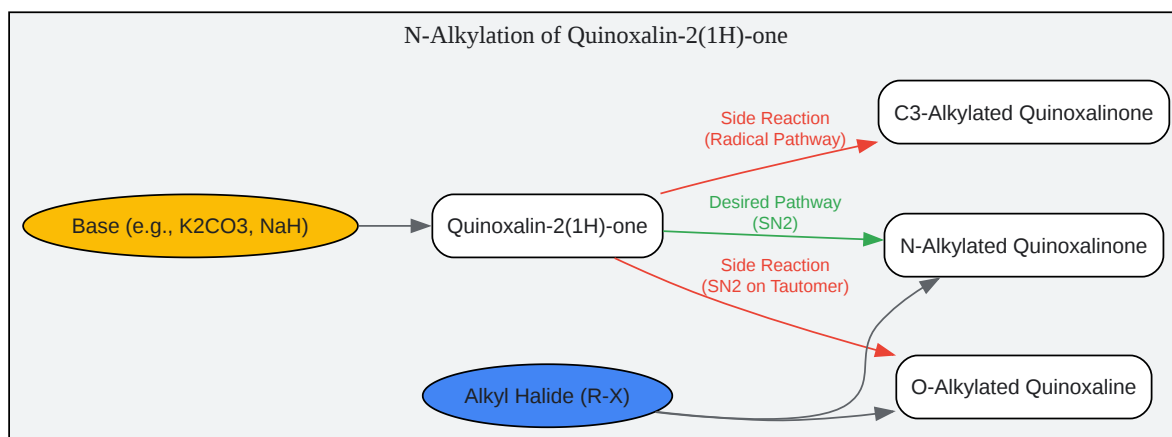 N-Alkylation of Quinoxalin-2(1H)-one
C3-Alkylated Quinoxalinone
Side Reaction
(Radical Pathway)
Base (e.g., K2CO3, NaH)
Quinoxalin-2(1H)-one
Desired Pathway
(SN2)
N-Alkylated Quinoxalinone
Side Reaction
(SN2 on Tautomer)
Alkyl Halide (R-X)
O-Alkylated Quinoxaline